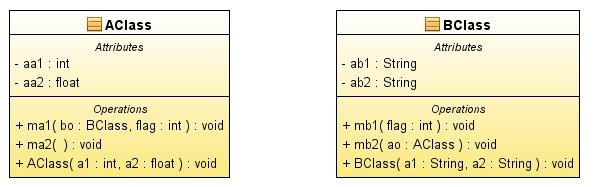 AClass
Attributes
- aa1 : int
- aa2 : float
Operations
+ ma1( bo : BClass, flag : int ) : void
+ ma2(  ) : void
+ AClass( a1 : int, a2 : float ) : void
BClass
Attributes
- ab1 : String
- ab2 : String
Operations
+ mb1( flag : int ) : void
+ mb2( ao : AClass ) : void
+ BClass( a1 : String, a2 : String ) : void